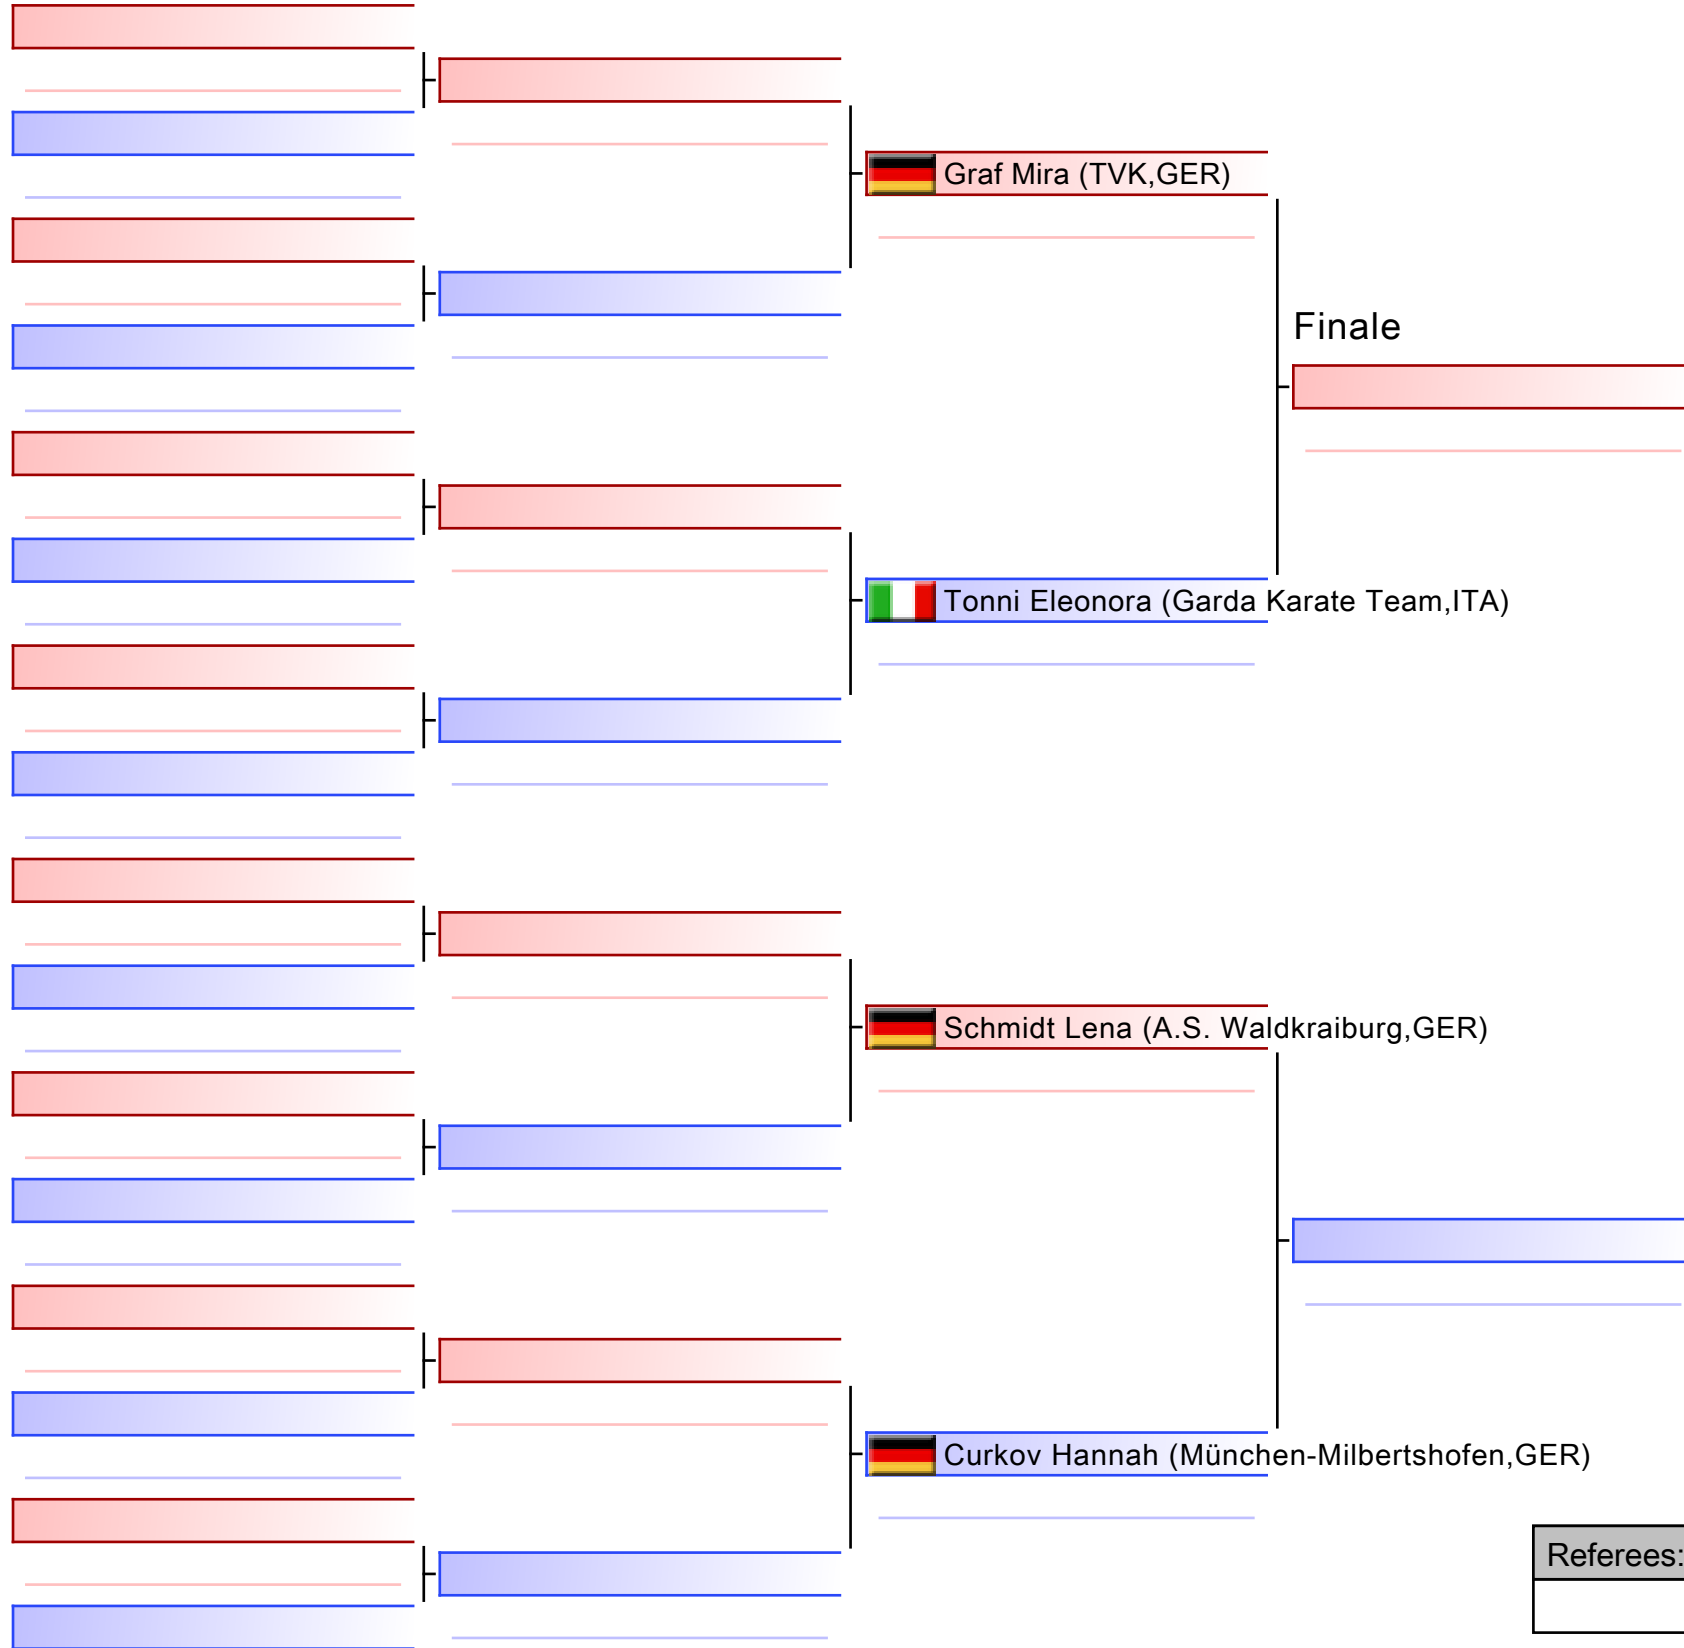 Graf Mira (TVK,GER)
Finale
Tonni Eleonora (Garda Karate Team,ITA)
Schmidt Lena (A.S. Waldkraiburg,GER)
Curkov Hannah (München-Milbertshofen,GER)
Referees: